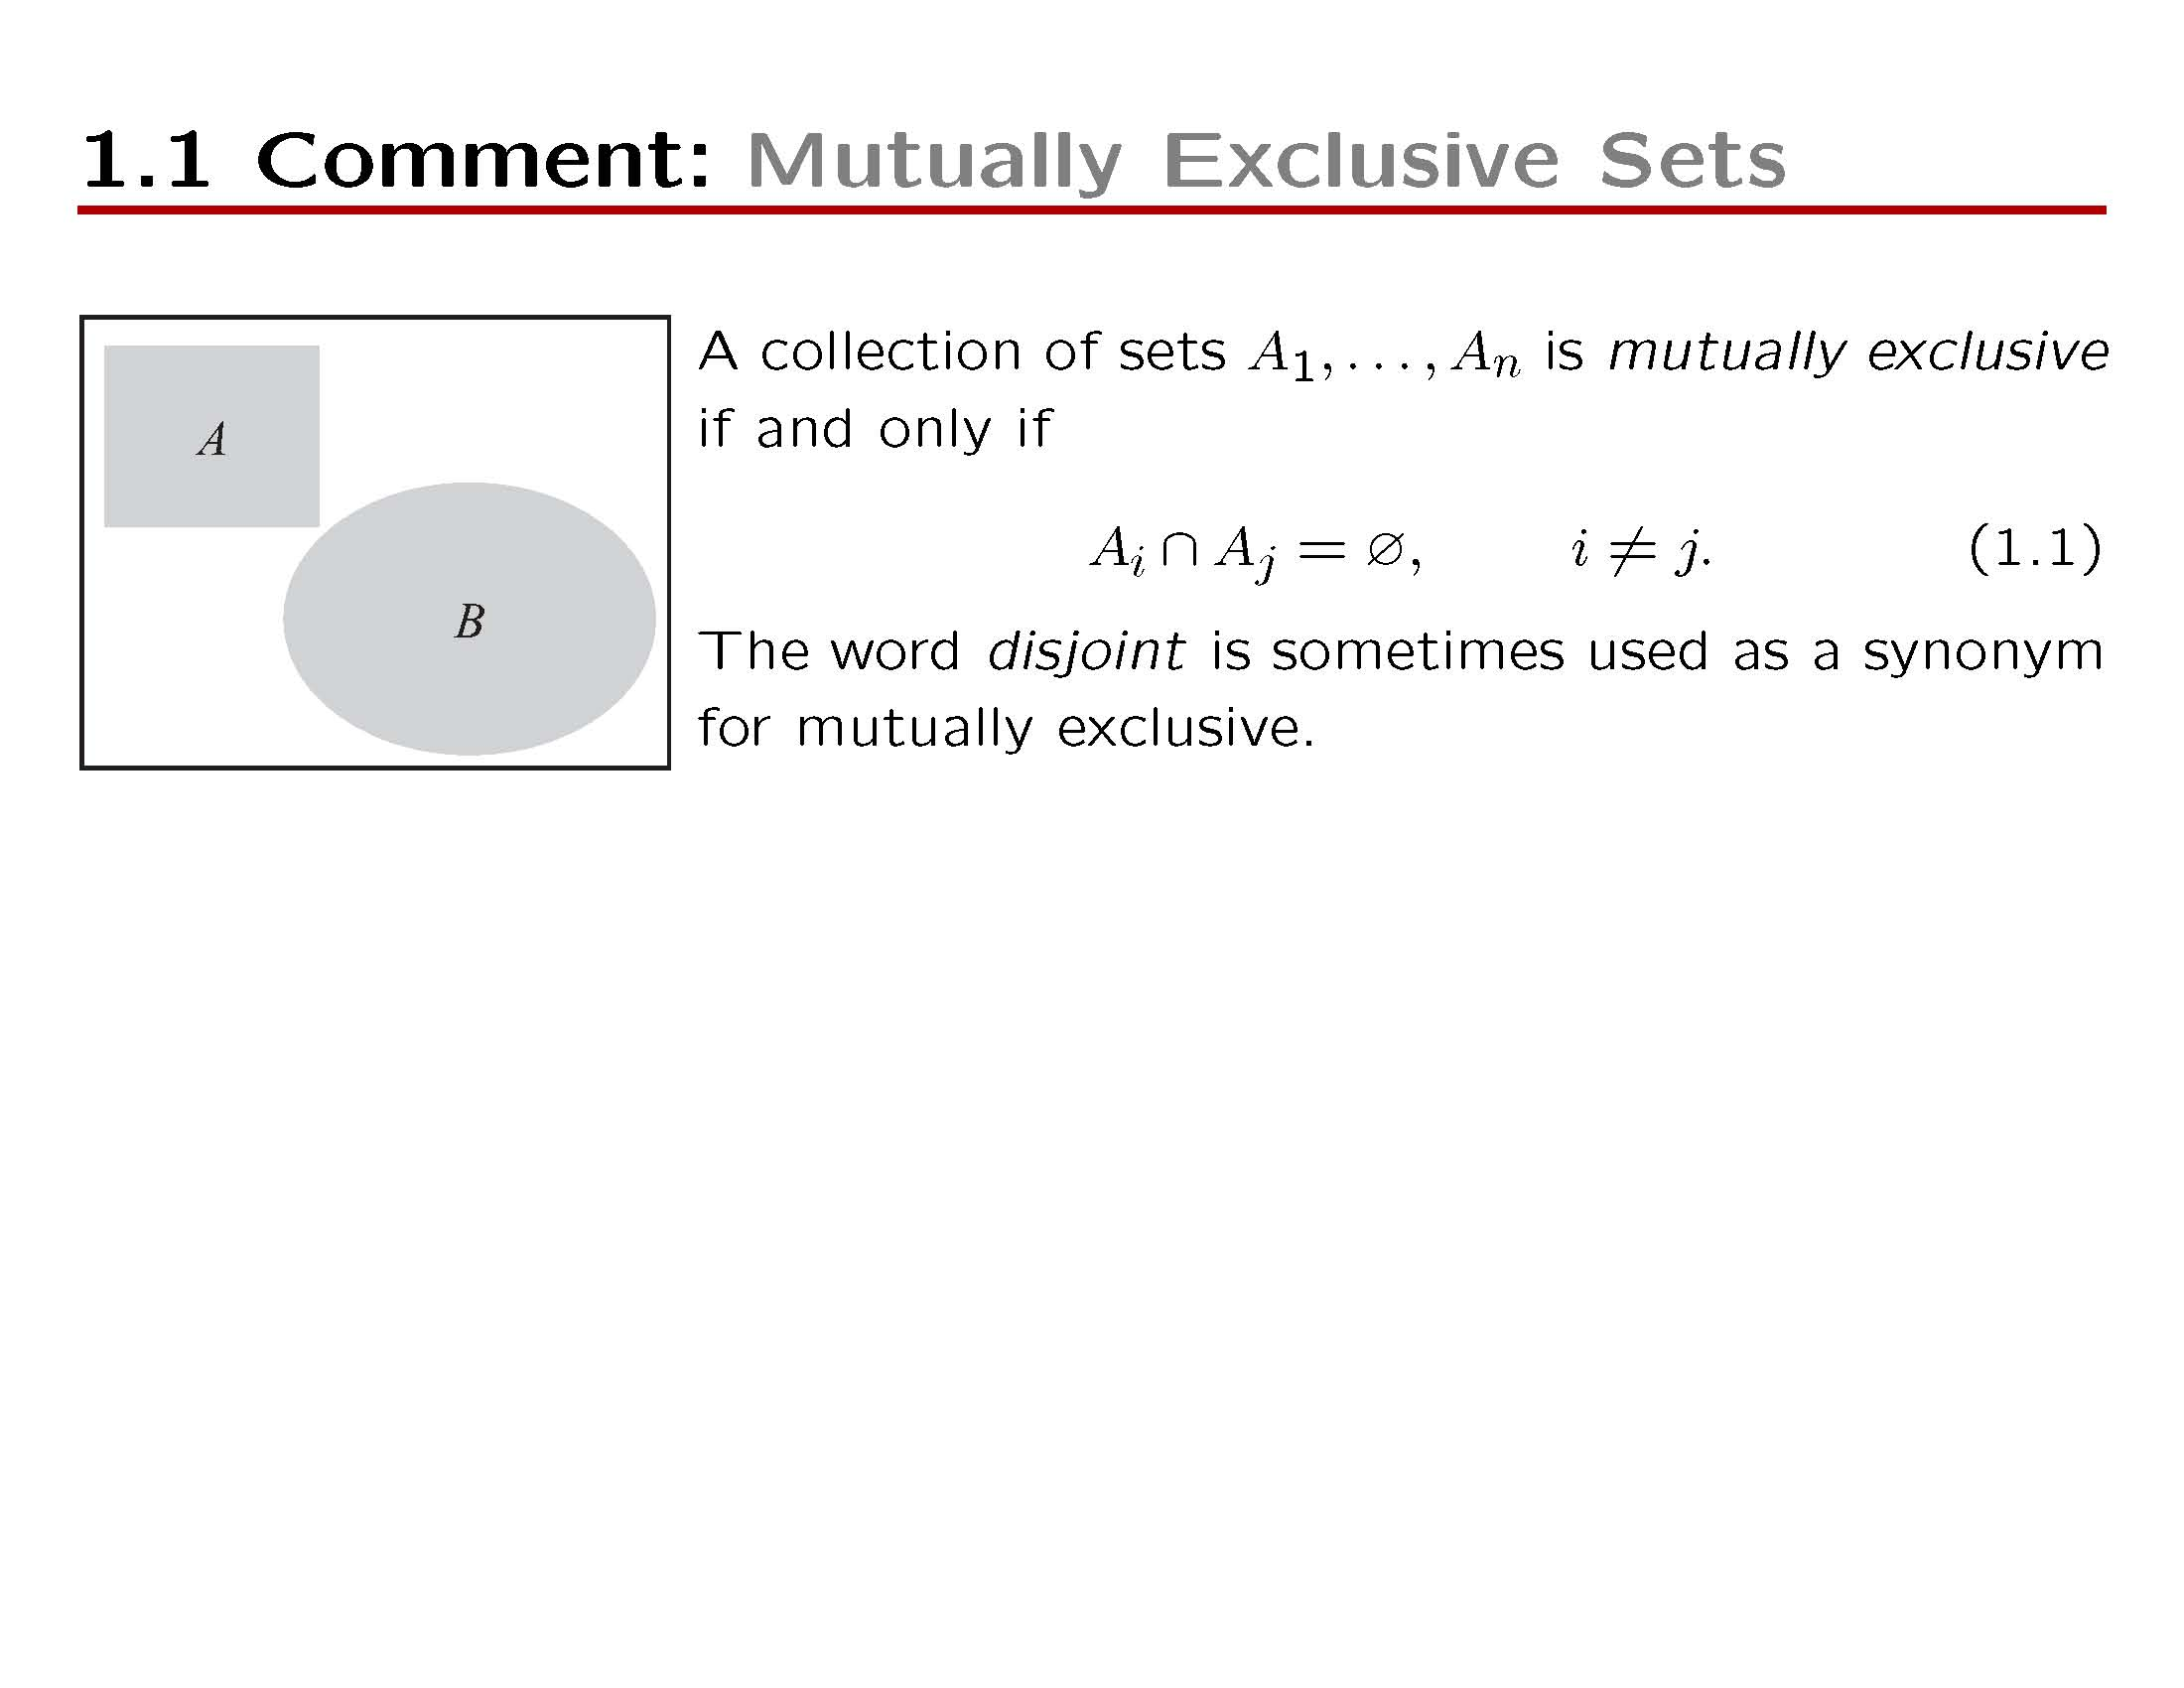 1.1 Comment: Mutually Exclusive Sets
A
B
A collection of sets A₁, . . . , Aₙ is mutually exclusive
if and only if
Aᵢ ∩ Aⱼ = ∅, i ≠ j. (1.1)
The word disjoint is sometimes used as a synonym
for mutually exclusive.